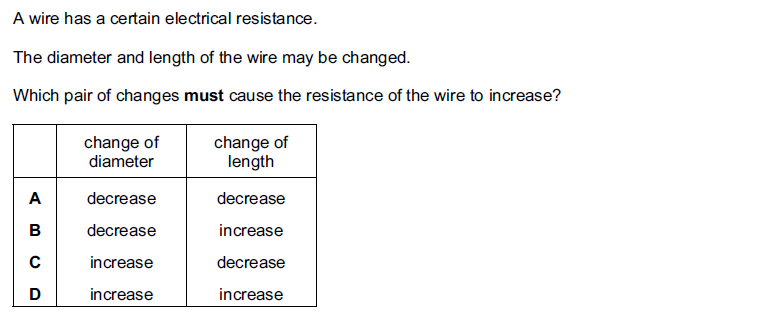 A wire has a certain electrical resistance.
The diameter and length of the wire may be changed.
Which pair of changes must cause the resistance of the wire to increase?
change of diameter change of length
A decrease decrease
B decrease increase
C increase decrease
D increase increase